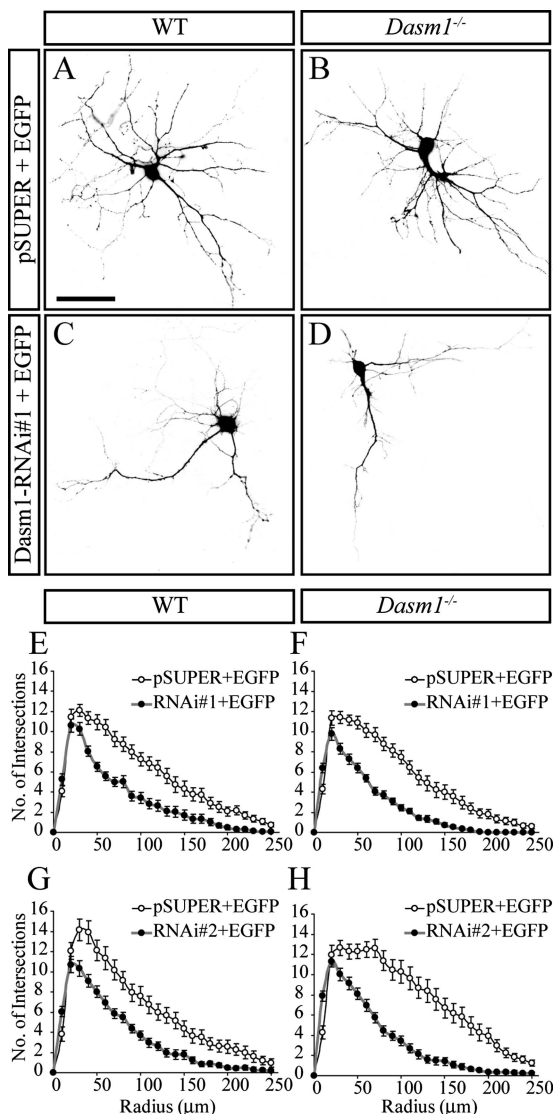 WT
Dasm1-/-
pSUPER + EGFP
A
B
Dasm1-RNAi#1 + EGFP
C
D
WT
Dasm1-/-
E
No. of Intersections
16
14
12
10
8
6
4
2
0
pSUPER+EGFP
RNAi#1+EGFP
0 50 100 150 200 250
F
16
14
12
10
8
6
4
2
0
pSUPER+EGFP
RNAi#1+EGFP
0 50 100 150 200 250
G
No. of Intersections
16
14
12
10
8
6
4
2
0
pSUPER+EGFP
RNAi#2+EGFP
0 50 100 150 200 250
Radius (μm)
H
16
14
12
10
8
6
4
2
0
pSUPER+EGFP
RNAi#2+EGFP
0 50 100 150 200 250
Radius (μm)